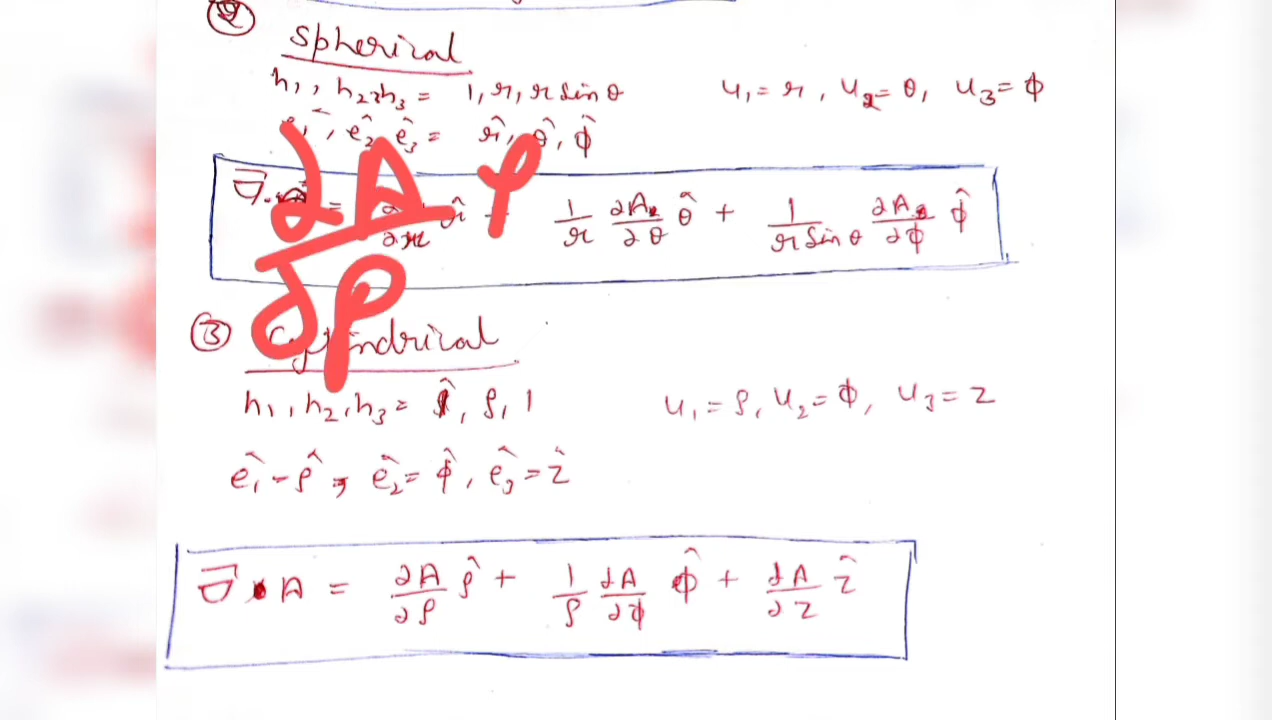 ②
Spherical
h₁, h₂, h₃ = 1, r, r sin θ    u₁ = r, u₂ = θ, u₃ = ϕ
ê₁, ê₂ ê₃ = r̂, θ̂, ϕ̂
∂A/∂ρ ρ
∇⃗. = r̂ + 1/r ∂A/∂θ θ̂ + 1/(r sin θ) ∂A/∂ϕ ϕ̂
③ Cylindrical
h₁, h₂, h₃ = 1, ρ, 1    u₁ = ρ, u₂ = ϕ, u₃ = z
ê₁ - ρ̂, ê₂ = ϕ̂, ê₃ = ẑ
∇⃗ • A = ∂A/∂ρ ρ̂ + 1/ρ ∂A/∂ϕ ϕ̂ + ∂A/∂z ẑ